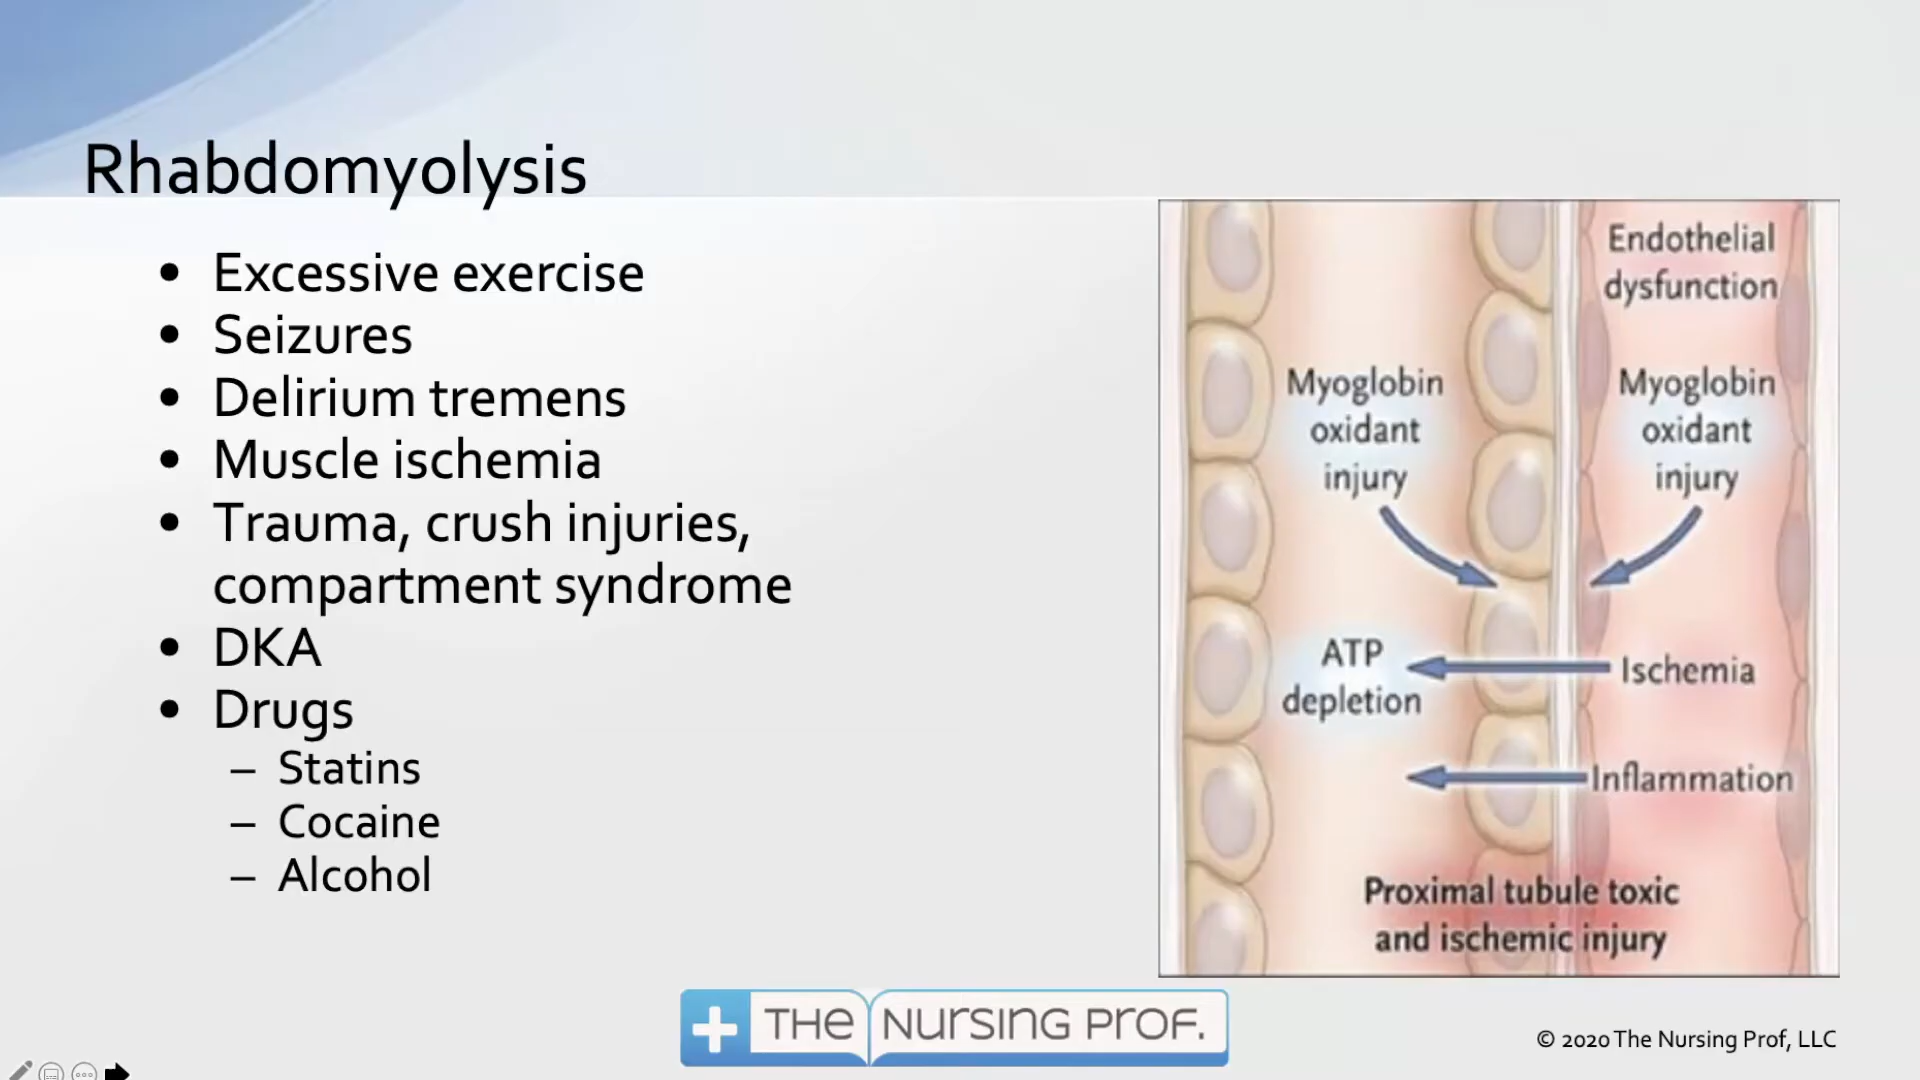 Rhabdomyolysis
• Excessive exercise
• Seizures
• Delirium tremens
• Muscle ischemia
• Trauma, crush injuries,
compartment syndrome
• DKA
• Drugs
– Statins
– Cocaine
– Alcohol
Endothelial
dysfunction
Myoglobin
oxidant
injury
Myoglobin
oxidant
injury
ATP
depletion
Ischemia
Inflammation
Proximal tubule toxic
and ischemic injury
THE NURSING PROF.
© 2020 The Nursing Prof, LLC